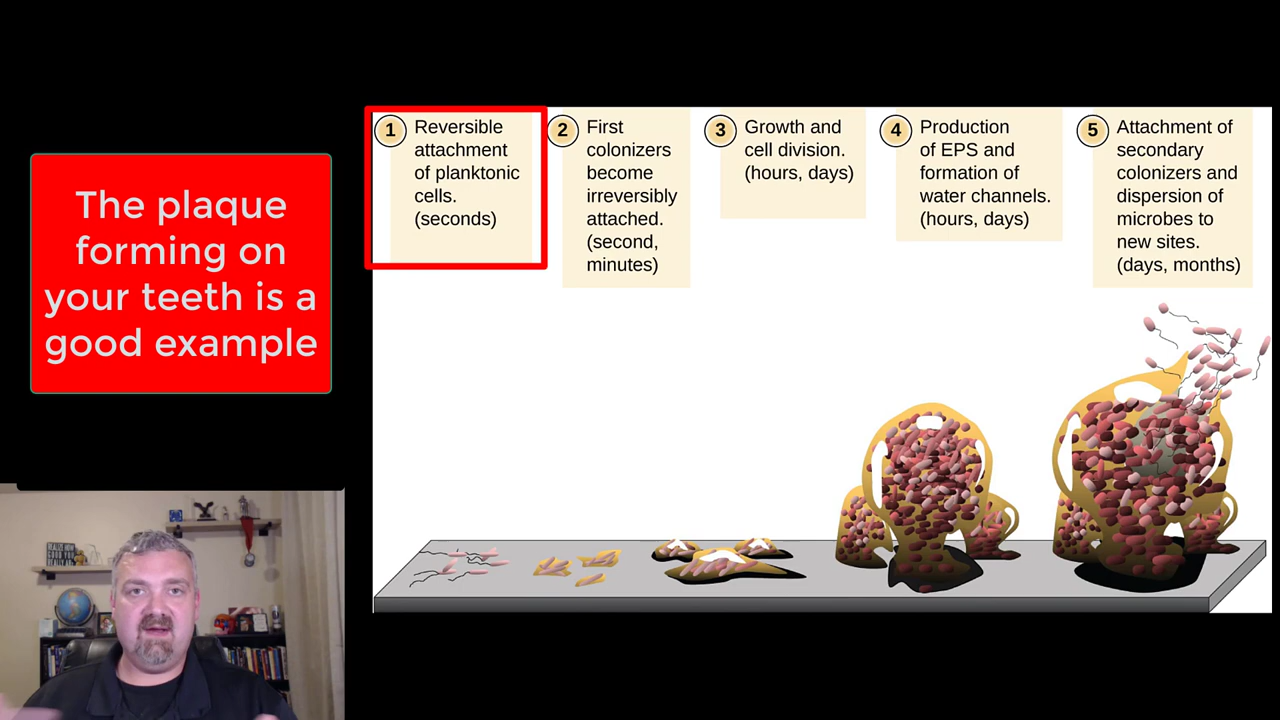 The plaque
forming on
your teeth is a
good example
1
Reversible
attachment
of planktonic
cells.
(seconds)
2
First
colonizers
become
irreversibly
attached.
(second,
minutes)
3
Growth and
cell division.
(hours, days)
4
Production
of EPS and
formation of
water channels.
(hours, days)
5
Attachment of
secondary
colonizers and
dispersion of
microbes to
new sites.
(days, months)